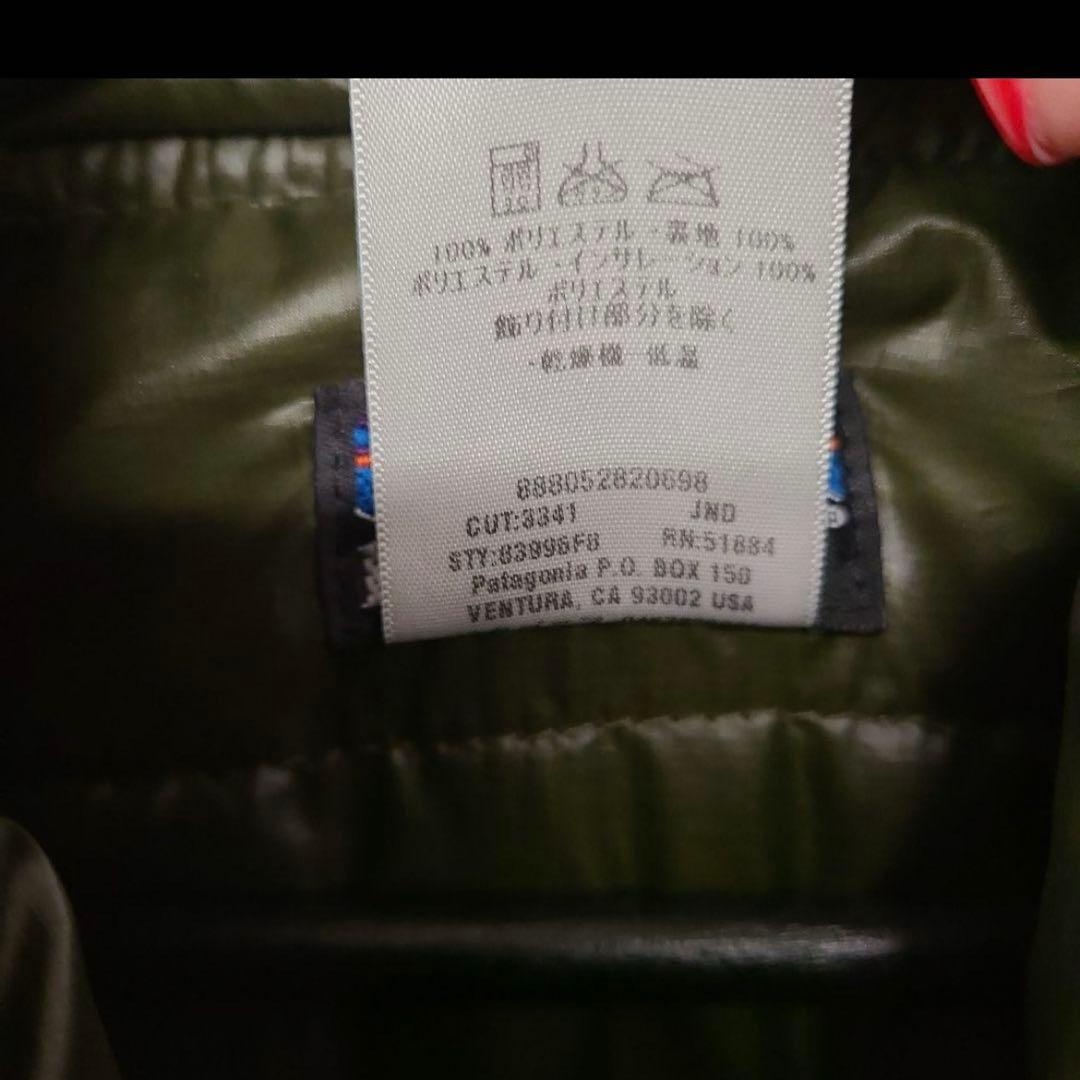 100% ポリエステル - 表地 100%
ポリエステル - インサレーション 100%
ポリエステル
飾り付け部分を除く
-乾燥機 低温
888052820698
CUT:3341 JND
STY:83996F8 RN:51884
Patagonia P.O. BOX 150
VENTURA, CA 93002 USA